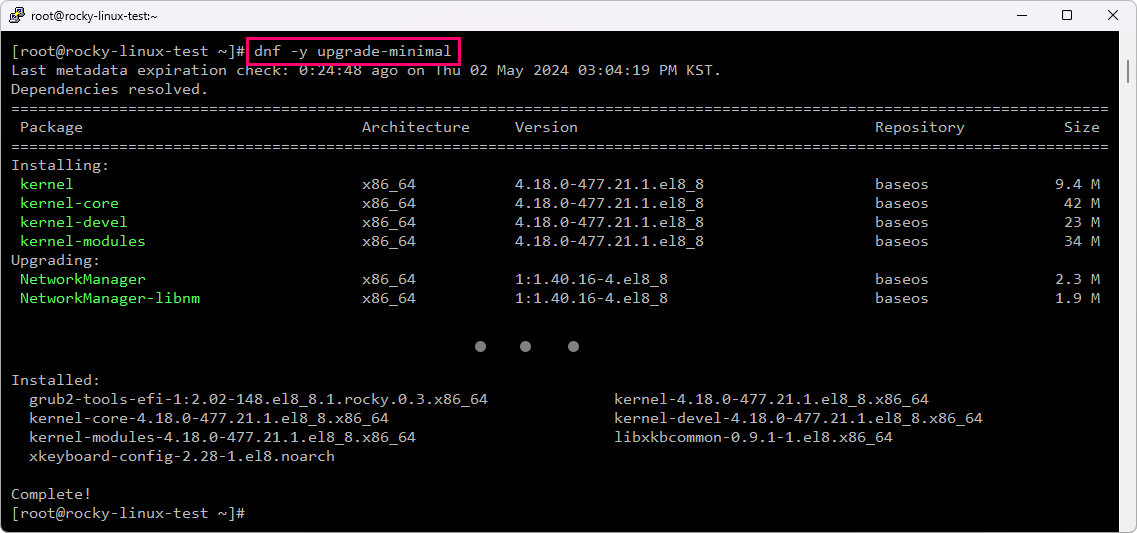 root@rocky-linux-test:~
[root@rocky-linux-test ~]# dnf -y upgrade-minimal
Last metadata expiration check: 0:24:48 ago on Thu 02 May 2024 03:04:19 PM KST.
Dependencies resolved.
==========================================================================================================================
Package Architecture Version Repository Size
==========================================================================================================================
Installing:
kernel x86_64 4.18.0-477.21.1.el8_8 baseos 9.4 M
kernel-core x86_64 4.18.0-477.21.1.el8_8 baseos 42 M
kernel-devel x86_64 4.18.0-477.21.1.el8_8 baseos 23 M
kernel-modules x86_64 4.18.0-477.21.1.el8_8 baseos 34 M
Upgrading:
NetworkManager x86_64 1:1.40.16-4.el8_8 baseos 2.3 M
NetworkManager-libnm x86_64 1:1.40.16-4.el8_8 baseos 1.9 M
● ● ●
Installed:
grub2-tools-efi-1:2.02-148.el8_8.1.rocky.0.3.x86_64 kernel-4.18.0-477.21.1.el8_8.x86_64
kernel-core-4.18.0-477.21.1.el8_8.x86_64 kernel-devel-4.18.0-477.21.1.el8_8.x86_64
kernel-modules-4.18.0-477.21.1.el8_8.x86_64 libxkbcommon-0.9.1-1.el8.x86_64
xkeyboard-config-2.28-1.el8.noarch
Complete!
[root@rocky-linux-test ~]#